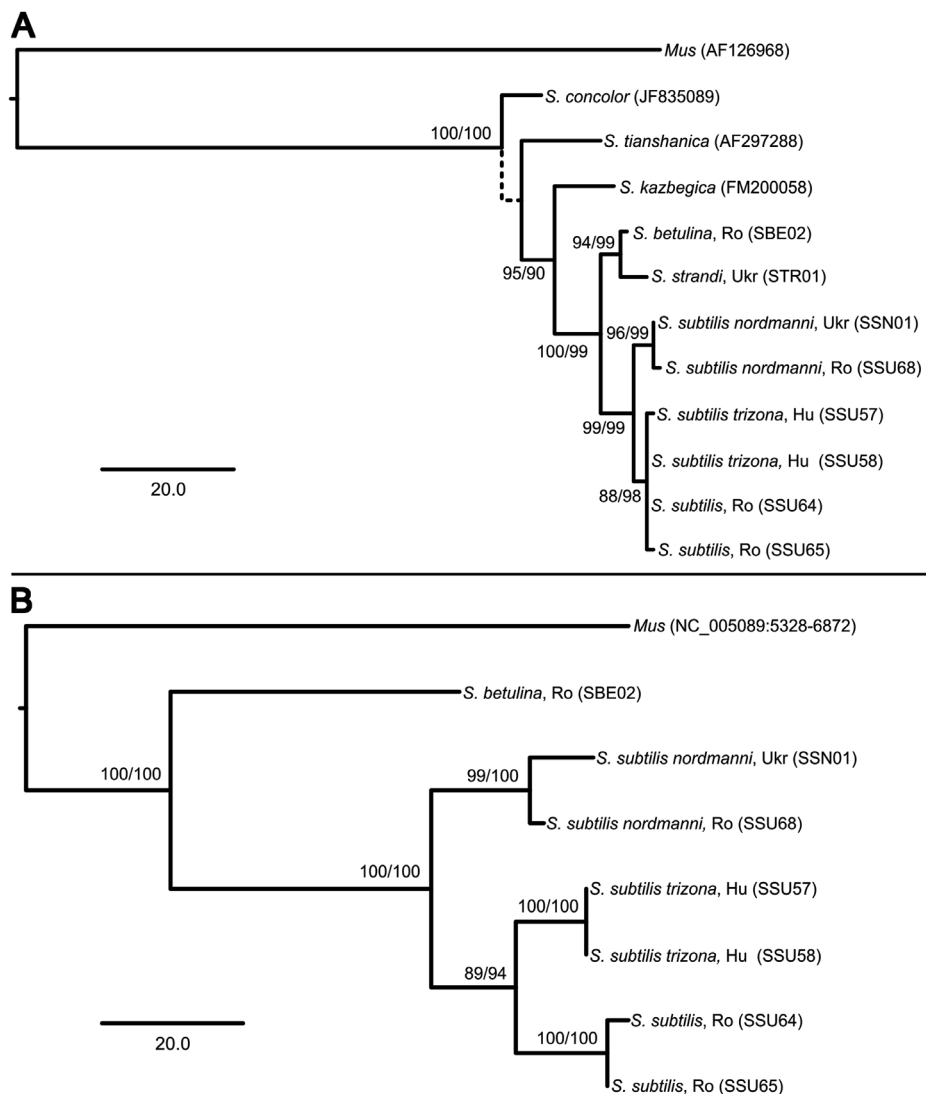 A
Mus (AF126968)
S. concolor (JF835089)
100/100
S. tianshanica (AF297288)
S. kazbegica (FM200058)
S. betulina, Ro (SBE02)
94/99
95/90
S. strandi, Ukr (STR01)
S. subtilis nordmanni, Ukr (SSN01)
96/99
100/99
S. subtilis nordmanni, Ro (SSU68)
S. subtilis trizona, Hu (SSU57)
99/99
S. subtilis trizona, Hu (SSU58)
20.0
88/98
S. subtilis, Ro (SSU64)
S. subtilis, Ro (SSU65)
B
Mus (NC_005089:5328-6872)
S. betulina, Ro (SBE02)
100/100
S. subtilis nordmanni, Ukr (SSN01)
99/100
S. subtilis nordmanni, Ro (SSU68)
100/100
S. subtilis trizona, Hu (SSU57)
100/100
S. subtilis trizona, Hu (SSU58)
89/94
S. subtilis, Ro (SSU64)
20.0
100/100
S. subtilis, Ro (SSU65)